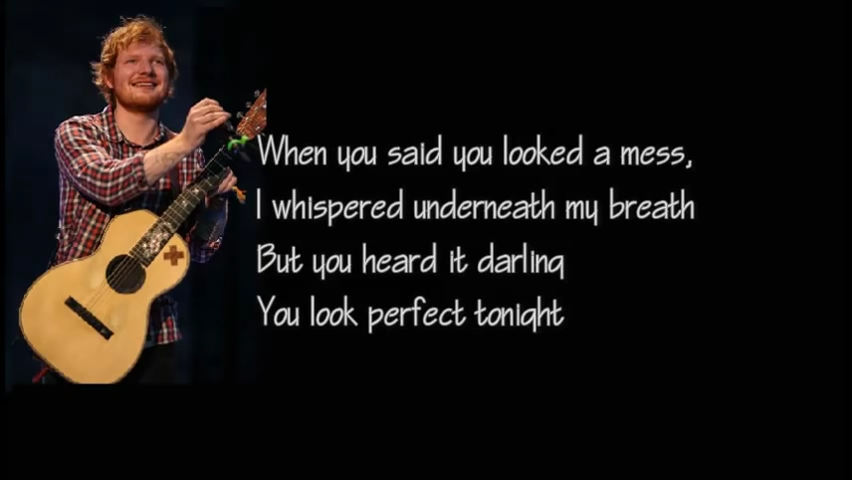 When you said you looked a mess,
I whispered underneath my breath
But you heard it darling
You look perfect tonight